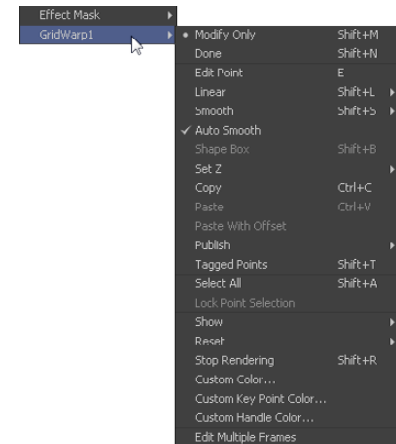 Effect Mask
GridWarp1
Modify Only Shift+M
Done Shift+N
Edit Point E
Linear Shift+L
Smooth Shift+S
Auto Smooth
Shape Box Shift+B
Set Z
Copy Ctrl+C
Paste Ctrl+V
Paste With Offset
Publish
Tagged Points Shift+T
Select All Shift+A
Lock Point Selection
Show
Reset
Stop Rendering Shift+R
Custom Color...
Custom Key Point Color...
Custom Handle Color...
Edit Multiple Frames